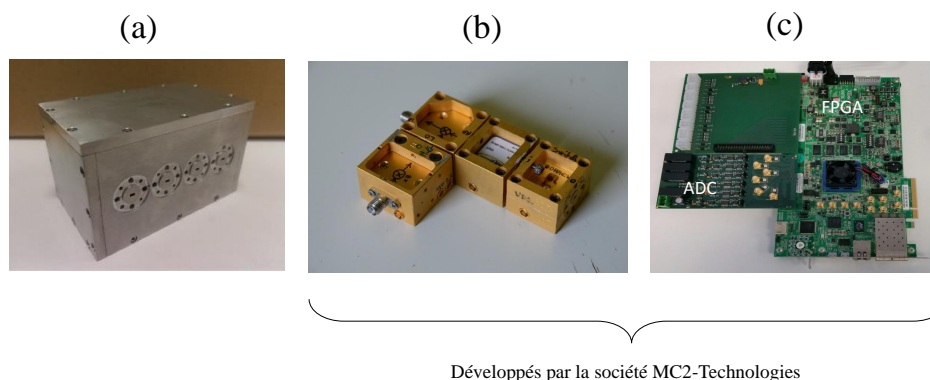 (a)
(b)
(c)
FPGA
ADC
Développés par la société MC2-Technologies